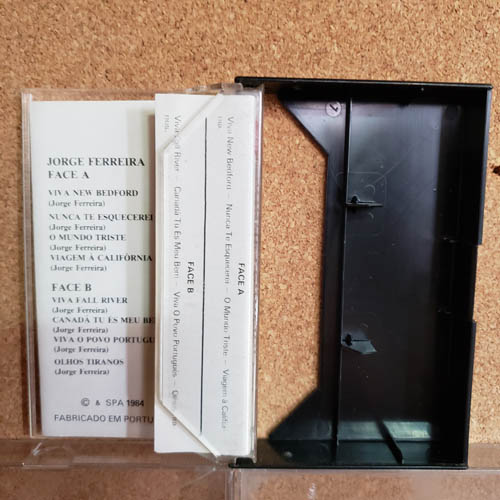 JORGE FERREIRA
FACE A
VIVA NEW BEDFORD
(Jorge Ferreira)
NUNCA TE ESQUECEREI
(Jorge Ferreira)
O MUNDO TRISTE
(Jorge Ferreira)
VIAGEM À CALIFÓRNIA
(Jorge Ferreira)
FACE B
VIVA FALL RIVER
(Jorge Ferreira)
CANADÁ TU ÉS MEU BE
(Jorge Ferreira)
VIVA O POVO PORTUGU
(Jorge Ferreira)
OLHOS TIRANOS
(Jorge Ferreira)
© & SPA 1984
FABRICADO EM PORTU
FACE A
Viva New Bedford – Nunca Te Esquecerei – O Mundo Triste – Viagem à Califór
nia
FACE B
Viva Fall River – Canadá Tu És Meu Bem – Viva O Povo Português –